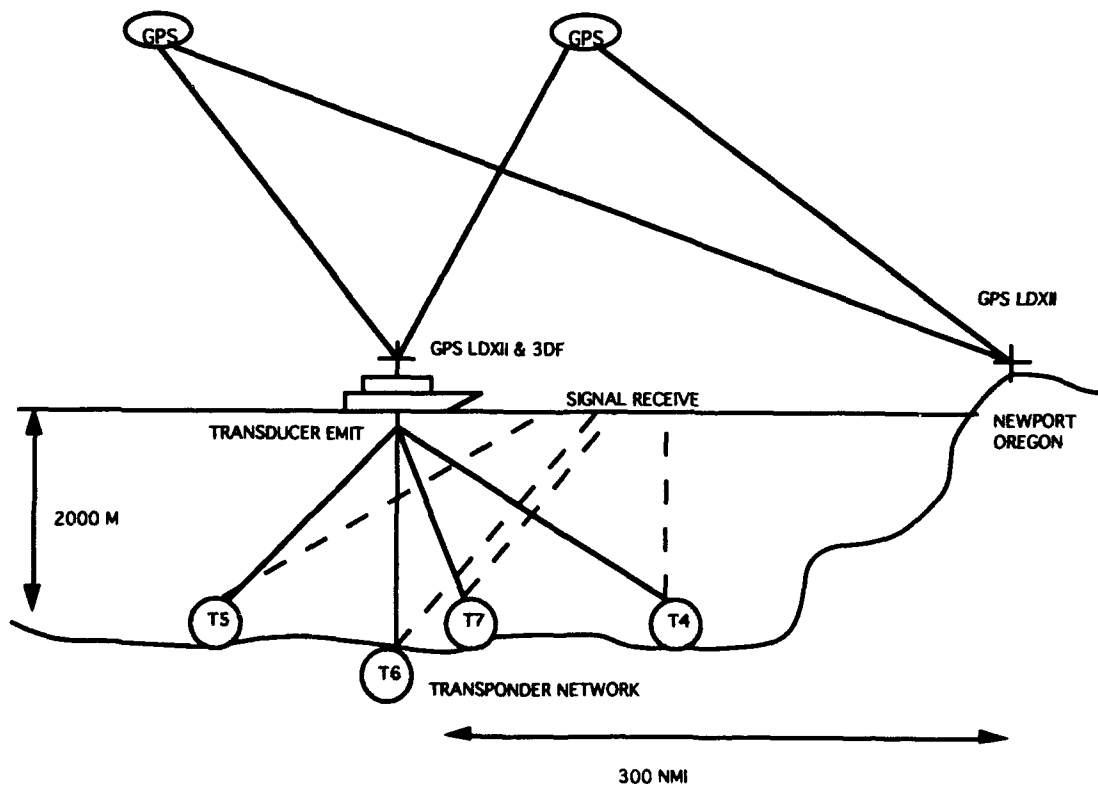 GPS
GPS
GPS LDXII
GPS LDXII & 3DF
SIGNAL RECEIVE
TRANSDUCER EMIT
NEWPORT
OREGON
2000 M
T5
T7
T4
T6
TRANSPONDER NETWORK
300 NMI